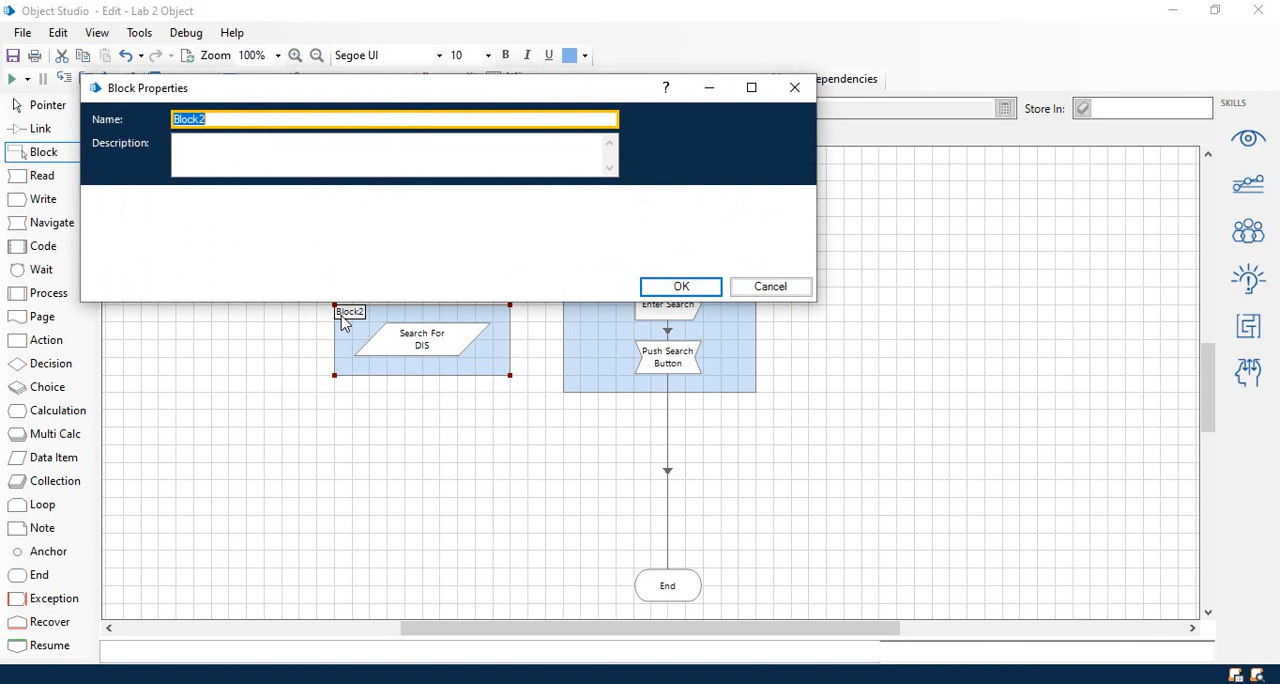 Object Studio - Edit - Lab 2 Object
File Edit View Tools Debug Help
Zoom 100% Segoe UI 10 B I U
Block Properties
ependencies
Name: Block2
Description:
OK Cancel
Store In:
SKILLS
Pointer
Link
Block
Read
Write
Navigate
Code
Wait
Process
Page
Action
Decision
Choice
Calculation
Multi Calc
Data Item
Collection
Loop
Note
Anchor
End
Exception
Recover
Resume
Block2
Search For
DIS
Enter Search
Push Search
Button
End